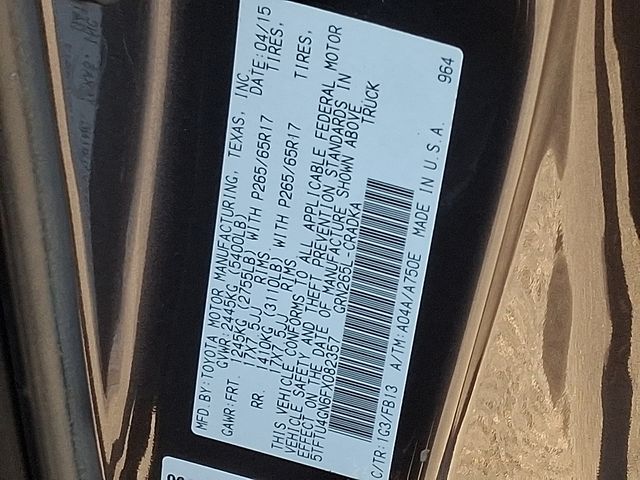 MFD BY:TOYOTA MOTOR MANUFACTURING, TEXAS, INC. DATE:04/15
GVWR: 2445KG (5400LB)
GAWR:FRT. 1245KG (2755LB) WITH P265/65R17 TIRES,
17X7.5JJ RIMS
RR. 1410KG (3110LB) WITH P265/65R17 TIRES,
17X7.5JJ RIMS
THIS VEHICLE CONFORMS TO ALL APPLICABLE FEDERAL MOTOR
VEHICLE SAFETY AND THEFT PREVENTION STANDARDS IN
EFFECT ON THE DATE OF MANUFACTURE SHOWN ABOVE.
5TFTU4GN6FX082357 GRN265L-CRADKA TRUCK
C/TR:1G3/FB13 A/TM:A04A/A750E MADE IN U.S.A. 964